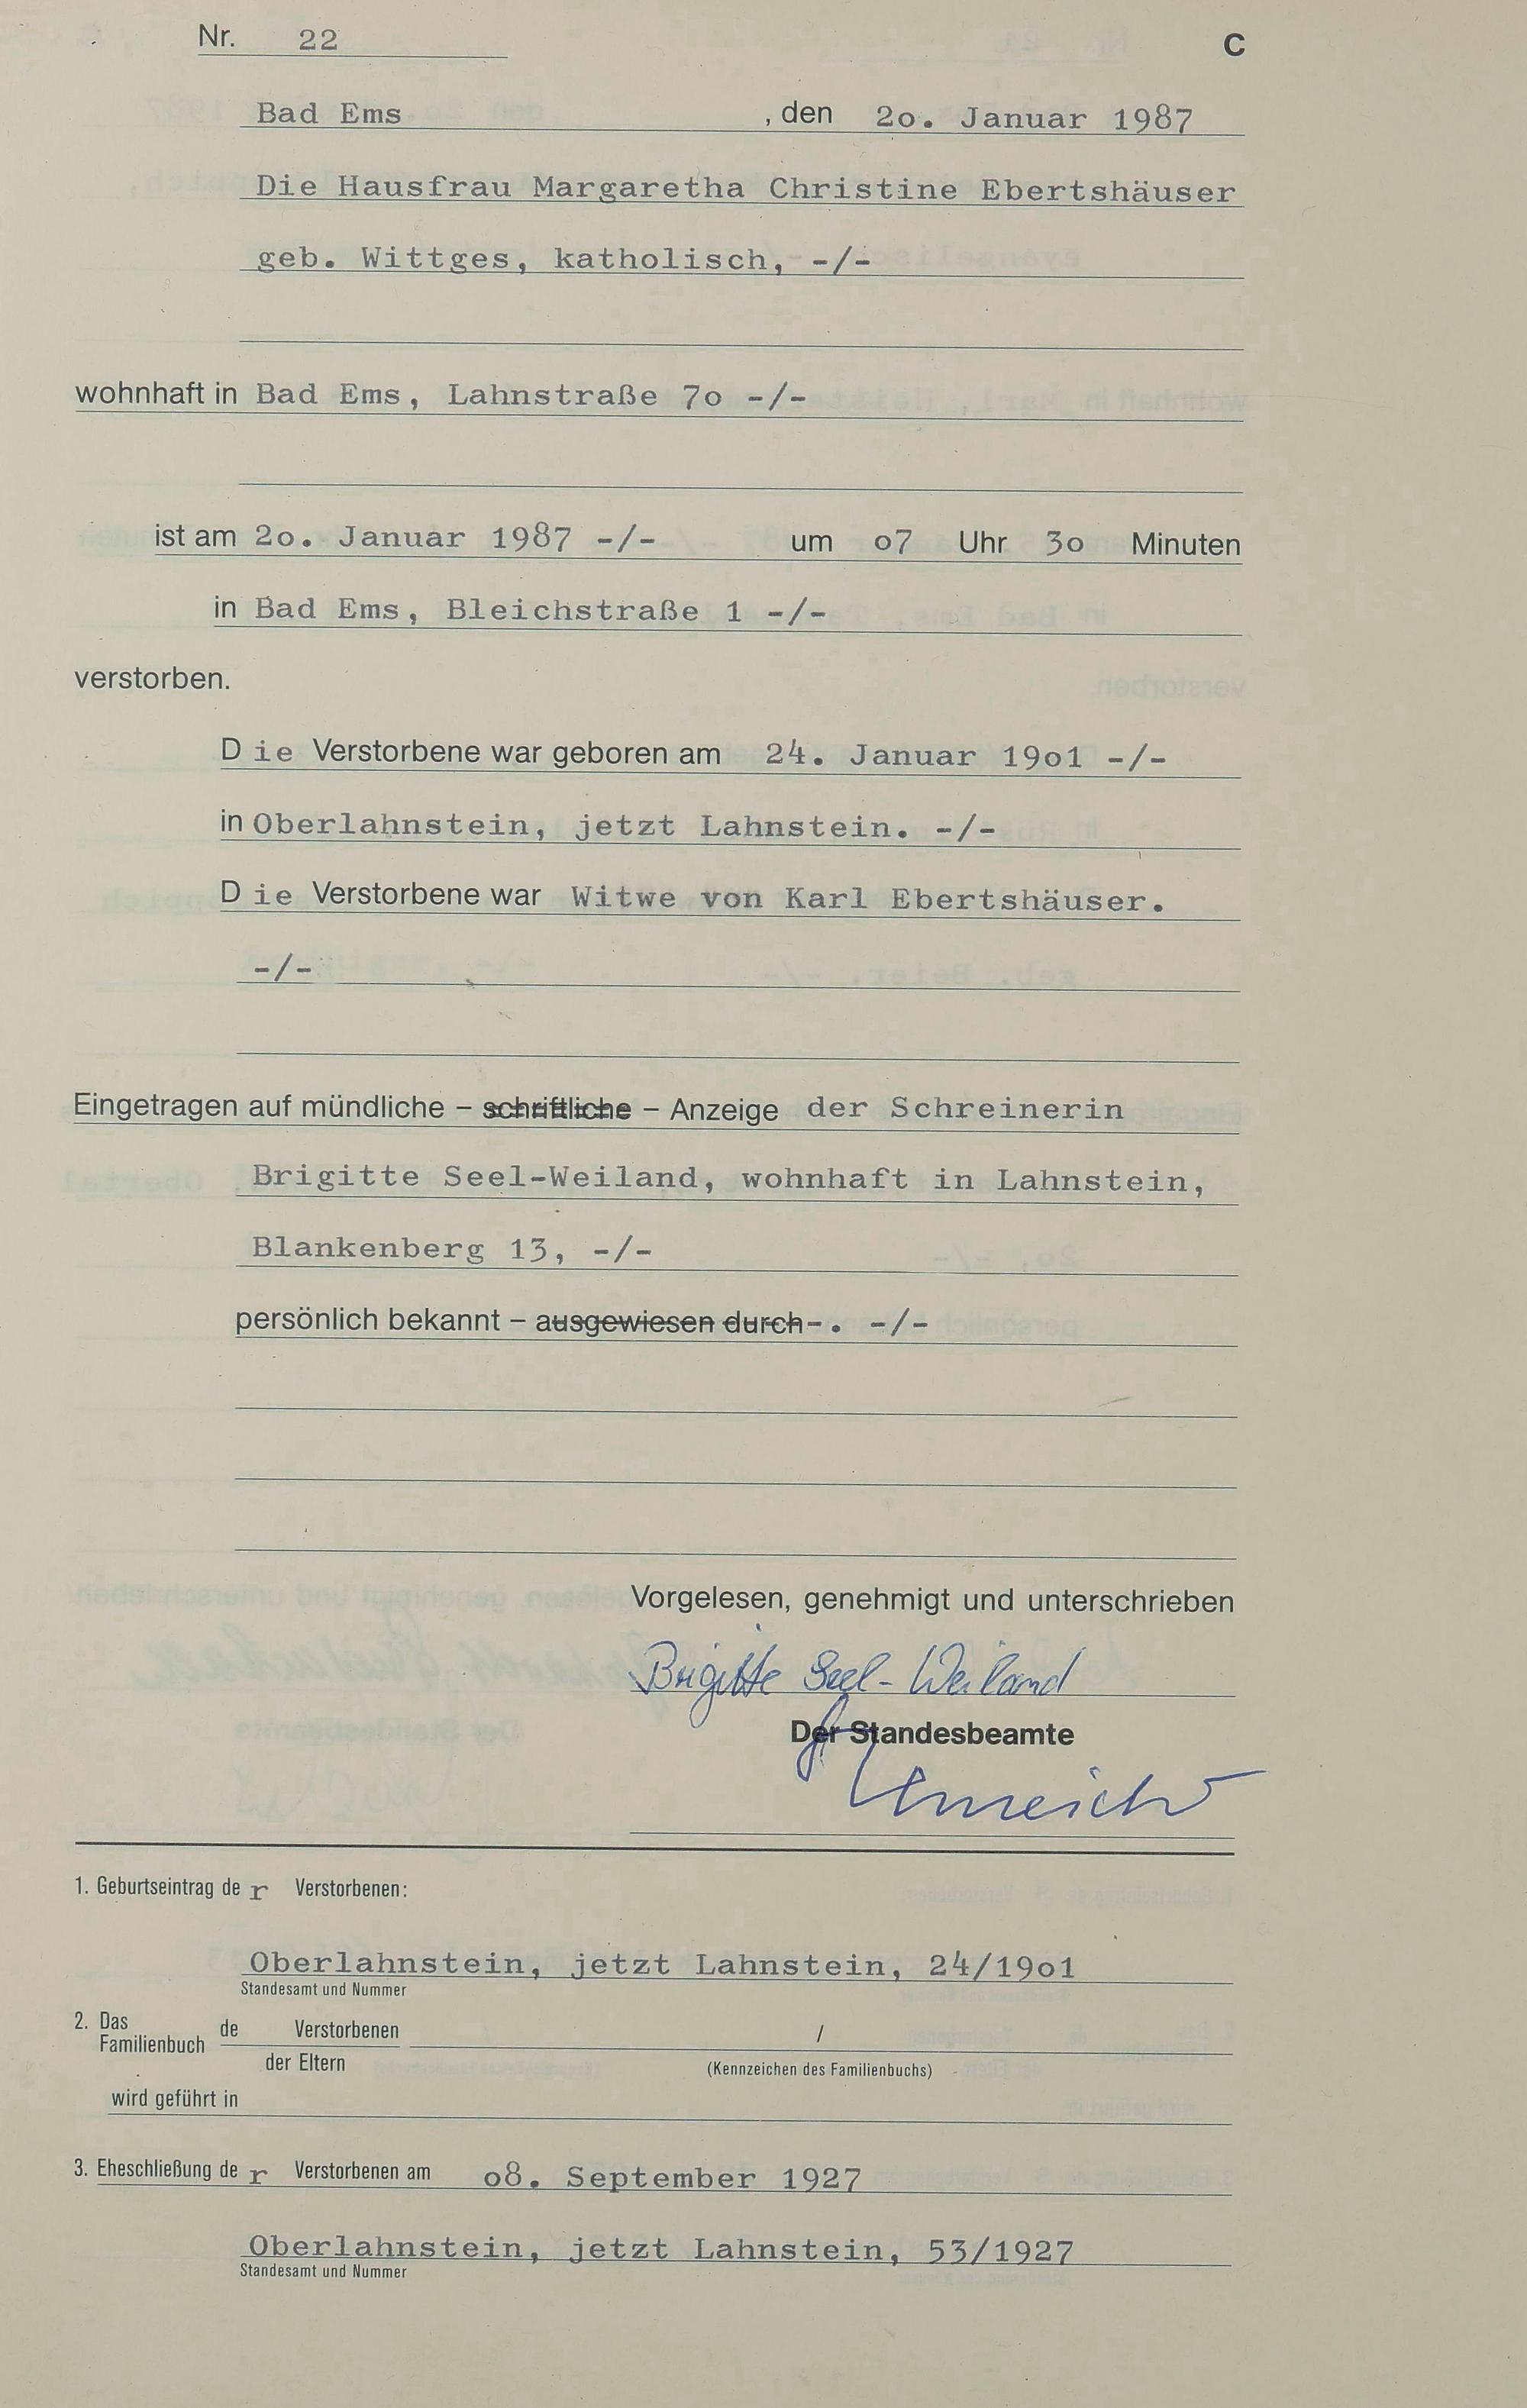 Nr. 22 C
Bad Ems , den 2o. Januar 1987
Die Hausfrau Margaretha Christine Ebertshäuser
geb. Wittges, katholisch, -/-
wohnhaft in Bad Ems, Lahnstraße 7o -/-
ist am 2o. Januar 1987 -/- um o7 Uhr 3o Minuten
in Bad Ems, Bleichstraße 1 -/-
verstorben.
D ie Verstorbene war geboren am 24. Januar 19o1 -/-
in Oberlahnstein, jetzt Lahnstein. -/-
D ie Verstorbene war Witwe von Karl Ebertshäuser.
-/-
Eingetragen auf mündliche – schriftliche – Anzeige der Schreinerin
Brigitte Seel-Weiland, wohnhaft in Lahnstein,
Blankenberg 13, -/-
persönlich bekannt – ausgewiesen durch-. -/-
Vorgelesen, genehmigt und unterschrieben
Brigitte Seel-Weiland
Der Standesbeamte
1. Geburtseintrag de r Verstorbenen:
Oberlahnstein, jetzt Lahnstein, 24/19o1
Standesamt und Nummer
2. Das Familienbuch de Verstorbenen /
der Eltern (Kennzeichen des Familienbuchs)
wird geführt in
3. Eheschließung de r Verstorbenen am o8. September 1927
Oberlahnstein, jetzt Lahnstein, 53/1927
Standesamt und Nummer